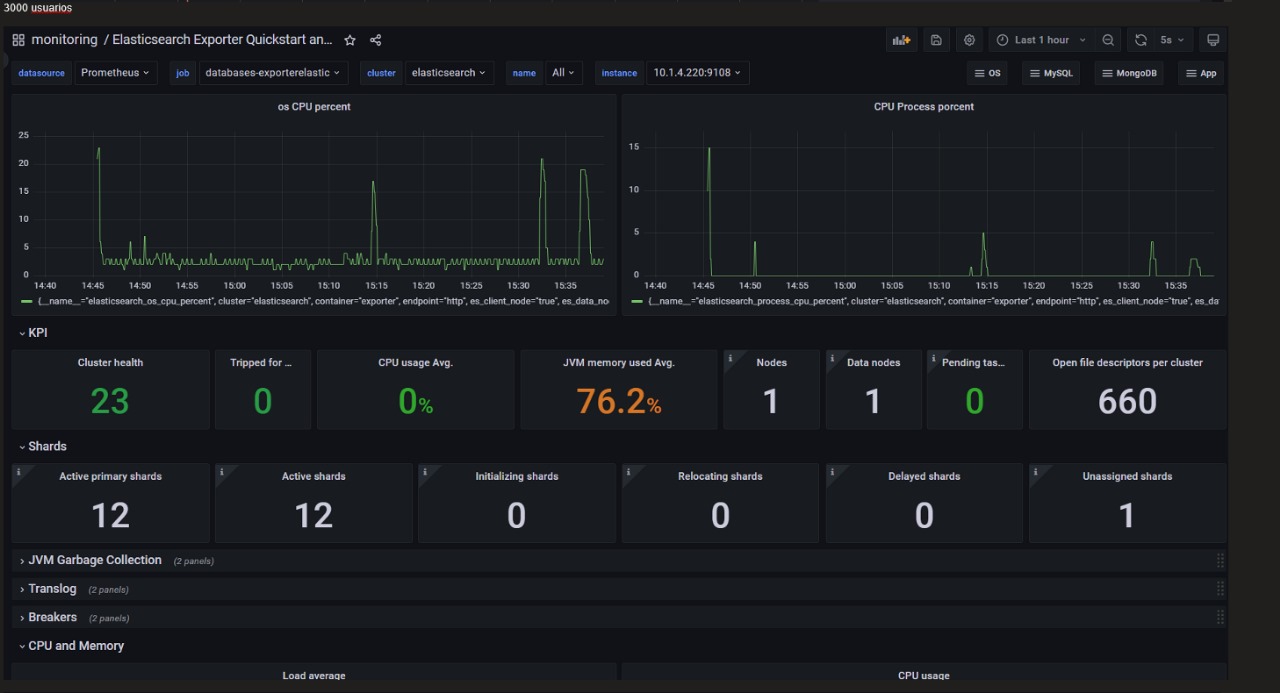 3000 usuarios
monitoring / Elasticsearch Exporter Quickstart an...
Last 1 hour
5s
datasource Prometheus job databases-exporterelastic cluster elasticsearch name All instance 10.1.4.220:9108
OS MySQL MongoDB App
os CPU percent
25
20
15
10
5
0
14:40 14:45 14:50 14:55 15:00 15:05 15:10 15:15 15:20 15:25 15:30 15:35
{__name__="elasticsearch_os_cpu_percent", cluster="elasticsearch", container="exporter", endpoint="http", es_client_node="true", es_data_no
CPU Process porcent
15
10
5
0
14:40 14:45 14:50 14:55 15:00 15:05 15:10 15:15 15:20 15:25 15:30 15:35
{__name__="elasticsearch_process_cpu_percent", cluster="elasticsearch", container="exporter", endpoint="http", es_client_node="true", es_da
KPI
Cluster health
23
Tripped for ...
0
CPU usage Avg.
0%
JVM memory used Avg.
76.2%
Nodes
1
Data nodes
1
Pending tas...
0
Open file descriptors per cluster
660
Shards
Active primary shards
12
Active shards
12
Initializing shards
0
Relocating shards
0
Delayed shards
0
Unassigned shards
1
JVM Garbage Collection (2 panels)
Translog (2 panels)
Breakers (2 panels)
CPU and Memory
Load average
CPU usage